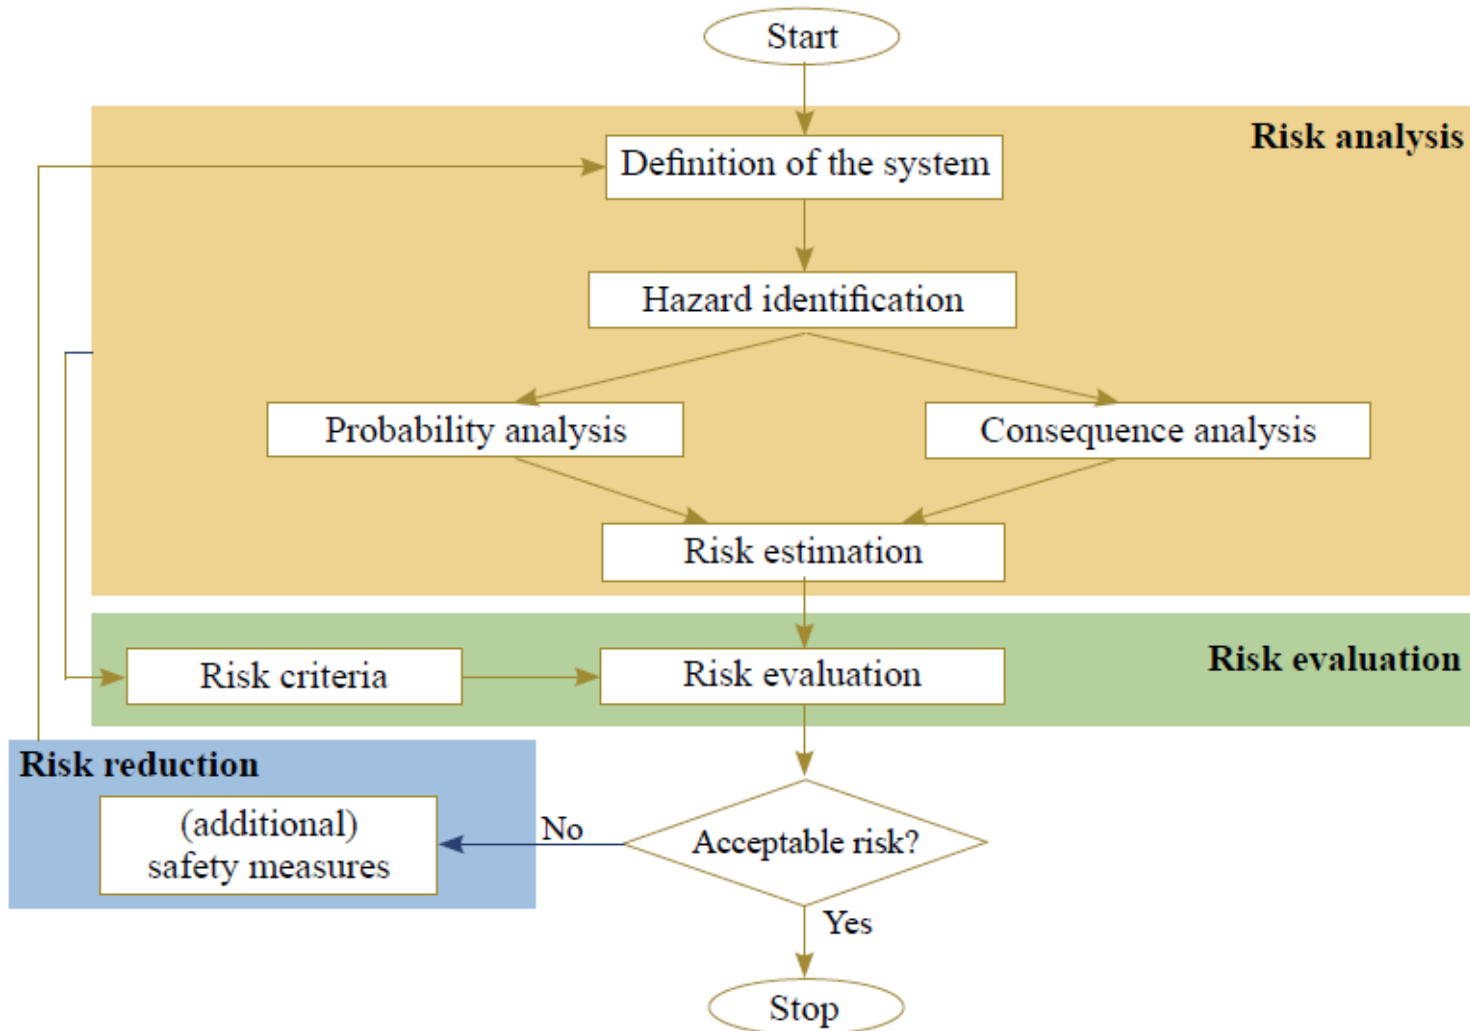 Start
Risk analysis
Definition of the system
Hazard identification
Probability analysis
Consequence analysis
Risk estimation
Risk criteria
Risk evaluation
Risk evaluation
Risk reduction
(additional)
safety measures
No
Acceptable risk?
Yes
Stop